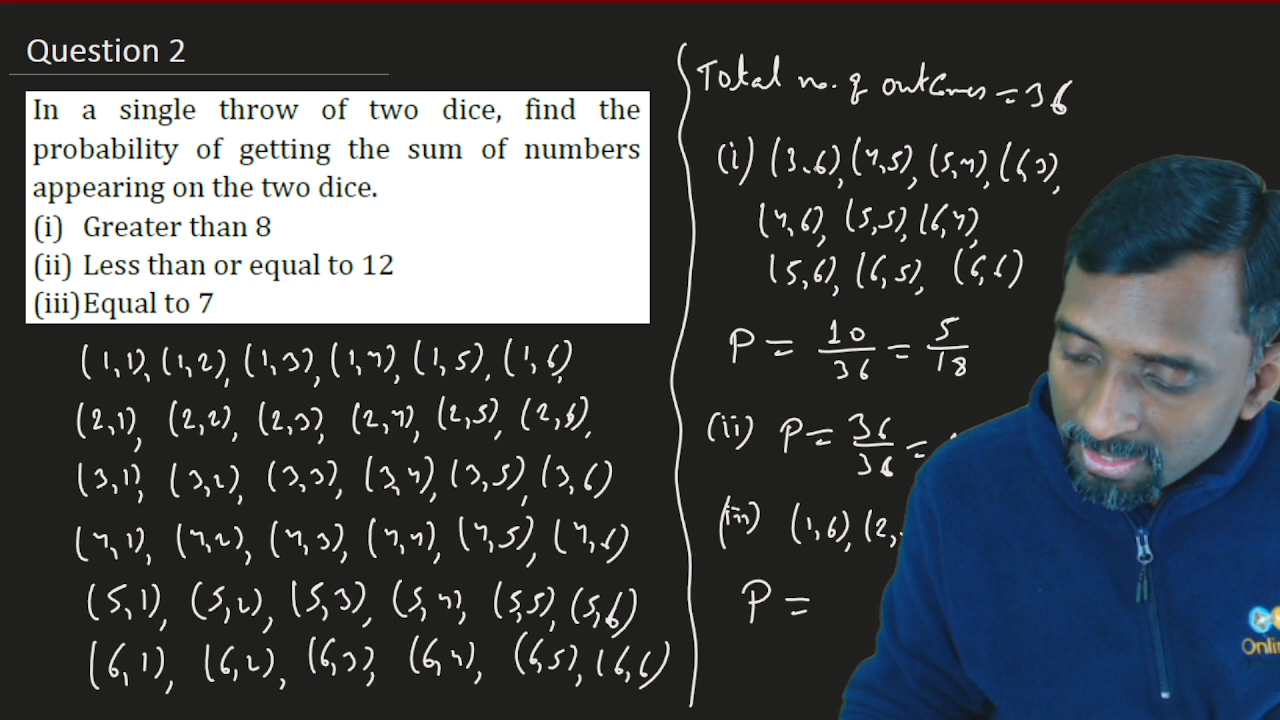 Question 2
In a single throw of two dice, find the
probability of getting the sum of numbers
appearing on the two dice.
(i) Greater than 8
(ii) Less than or equal to 12
(iii) Equal to 7
(1,1), (1,2), (1,3), (1,4), (1,5), (1,6),
(2,1), (2,2), (2,3), (2,4), (2,5), (2,6),
(3,1), (3,2), (3,3), (3,4), (3,5), (3,6)
(4,1), (4,2), (4,3), (4,4), (4,5), (4,6)
(5,1), (5,2), (5,3), (5,4), (5,5), (5,6)
(6,1), (6,2), (6,3), (6,4), (6,5), (6,6)
Total no. of outcomes = 36
(i) (3,6), (4,5), (5,4), (6,3),
(4,6), (5,5), (6,4),
(5,6), (6,5), (6,6)
P = 10/36 = 5/18
(ii) P = 36/36 =
(iii) (1,6), (2,
P =